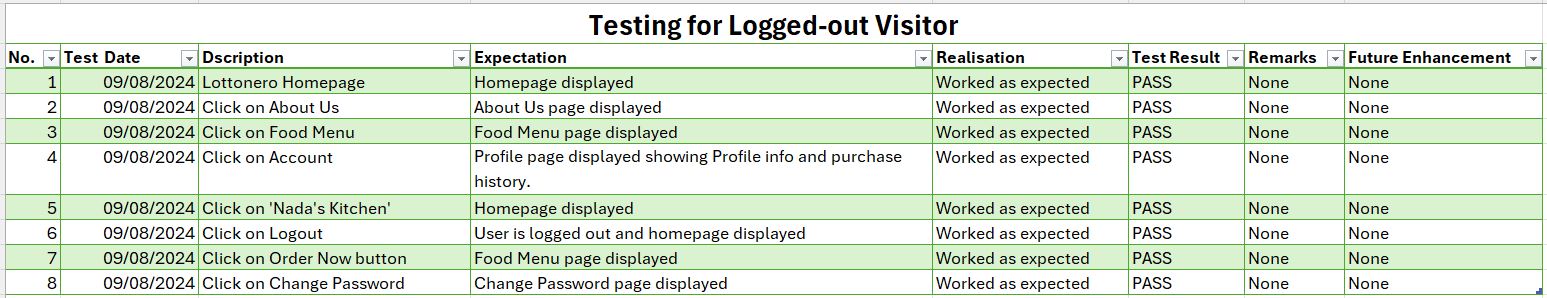 Testing for Logged-out Visitor
No. Test Date Dscription Expectation Realisation Test Result Remarks Future Enhancement
1 09/08/2024 Lottonero Homepage Homepage displayed Worked as expected PASS None None
2 09/08/2024 Click on About Us About Us page displayed Worked as expected PASS None None
3 09/08/2024 Click on Food Menu Food Menu page displayed Worked as expected PASS None None
4 09/08/2024 Click on Account Profile page displayed showing Profile info and purchase Worked as expected PASS None None
history.
5 09/08/2024 Click on 'Nada's Kitchen' Homepage displayed Worked as expected PASS None None
6 09/08/2024 Click on Logout User is logged out and homepage displayed Worked as expected PASS None None
7 09/08/2024 Click on Order Now button Food Menu page displayed Worked as expected PASS None None
8 09/08/2024 Click on Change Password Change Password page displayed Worked as expected PASS None None